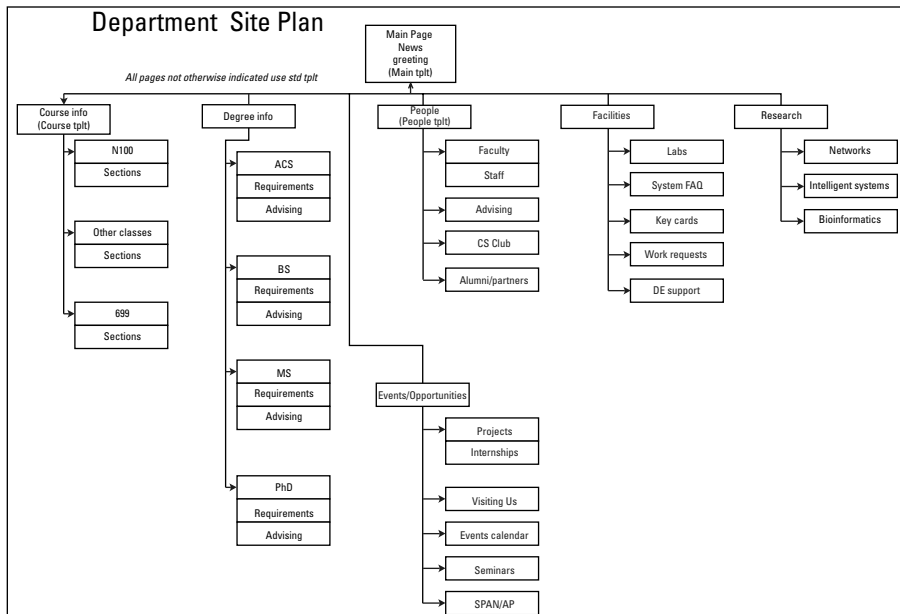 Department Site Plan
Main Page
News
greeting
(Main tplt)
All pages not otherwise indicated use std tplt
Course info
(Course tplt)
N100
Sections
Other classes
Sections
699
Sections
Degree info
ACS
Requirements
Advising
BS
Requirements
Advising
MS
Requirements
Advising
PhD
Requirements
Advising
People
(People tplt)
Faculty
Staff
Advising
CS Club
Alumni/partners
Events/Opportunities
Projects
Internships
Visiting Us
Events calendar
Seminars
SPAN/AP
Facilities
Labs
System FAQ
Key cards
Work requests
DE support
Research
Networks
Intelligent systems
Bioinformatics